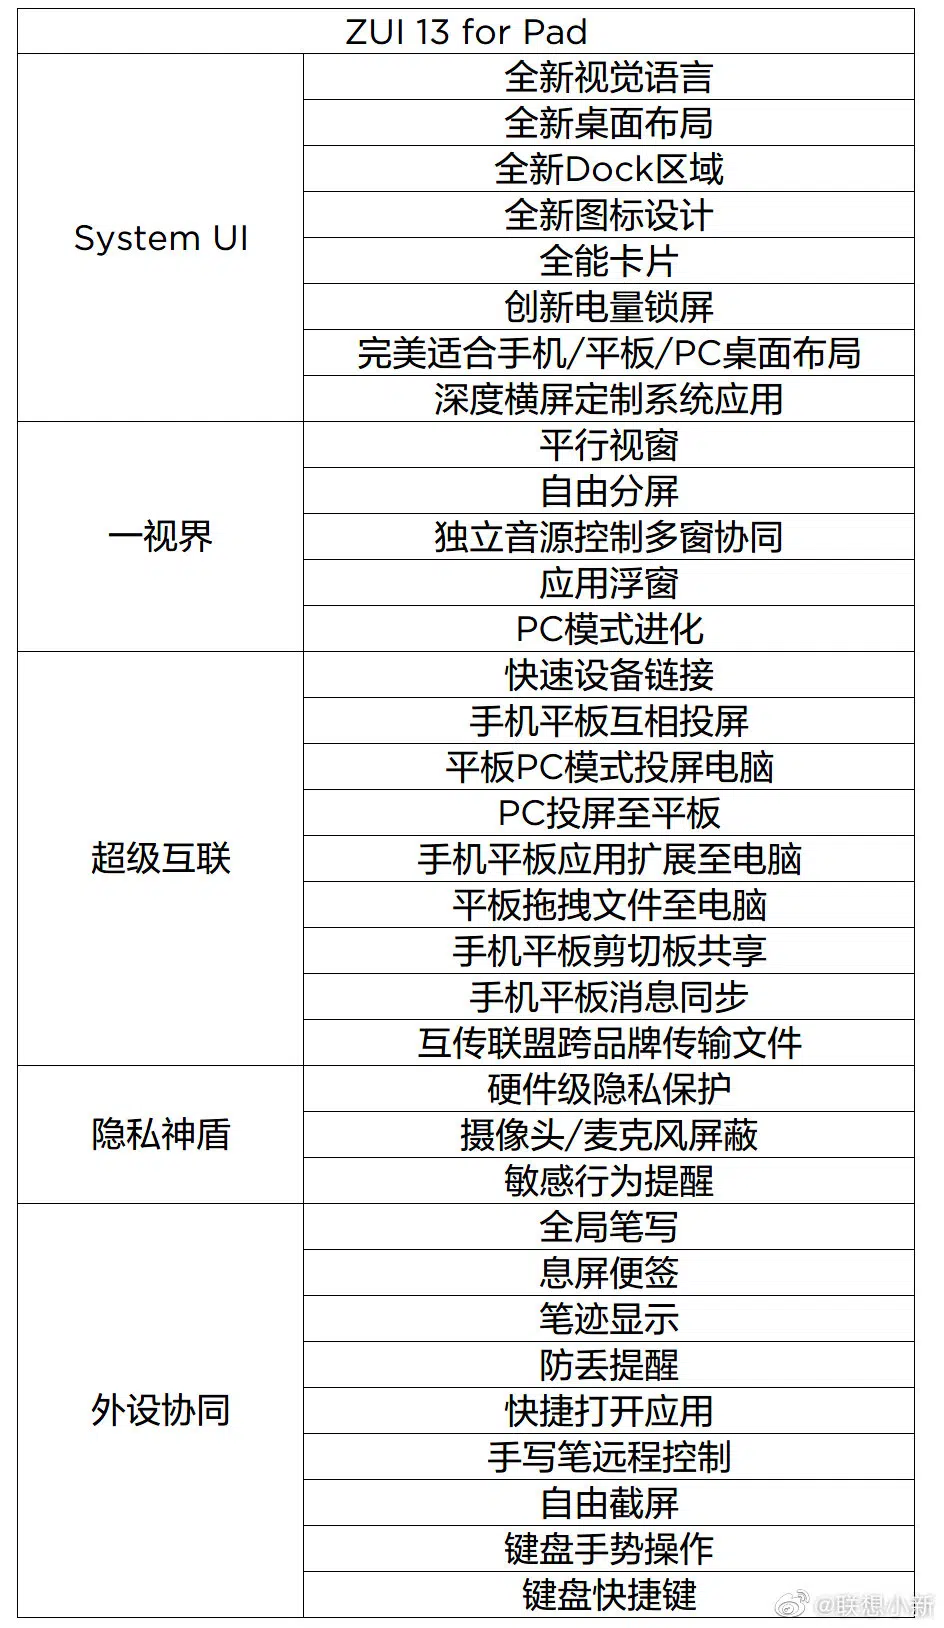 ZUI 13 for Pad
System UI
全新视觉语言
全新桌面布局
全新Dock区域
全新图标设计
全能卡片
创新电量锁屏
完美适合手机/平板/PC桌面布局
深度横屏定制系统应用
一视界
平行视窗
自由分屏
独立音源控制多窗协同
应用浮窗
PC模式进化
超级互联
快速设备链接
手机平板互相投屏
平板PC模式投屏电脑
PC投屏至平板
手机平板应用扩展至电脑
平板拖拽文件至电脑
手机平板剪切板共享
手机平板消息同步
互传联盟跨品牌传输文件
隐私神盾
硬件级隐私保护
摄像头/麦克风屏蔽
敏感行为提醒
外设协同
全局笔写
息屏便签
笔迹显示
防丢提醒
快捷打开应用
手写笔远程控制
自由截屏
键盘手势操作
键盘快捷键
@联想小新